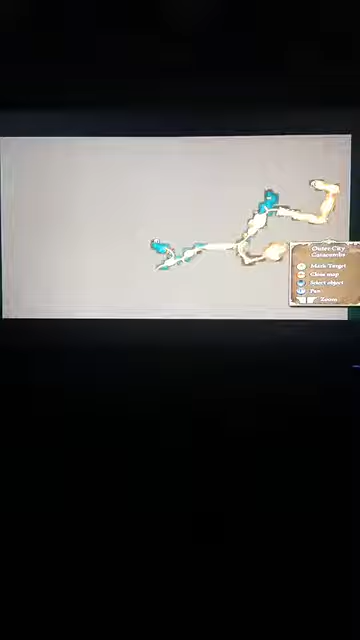 Outer City
Catacombs
Mark Target
Close map
Select object
Pan
Zoom